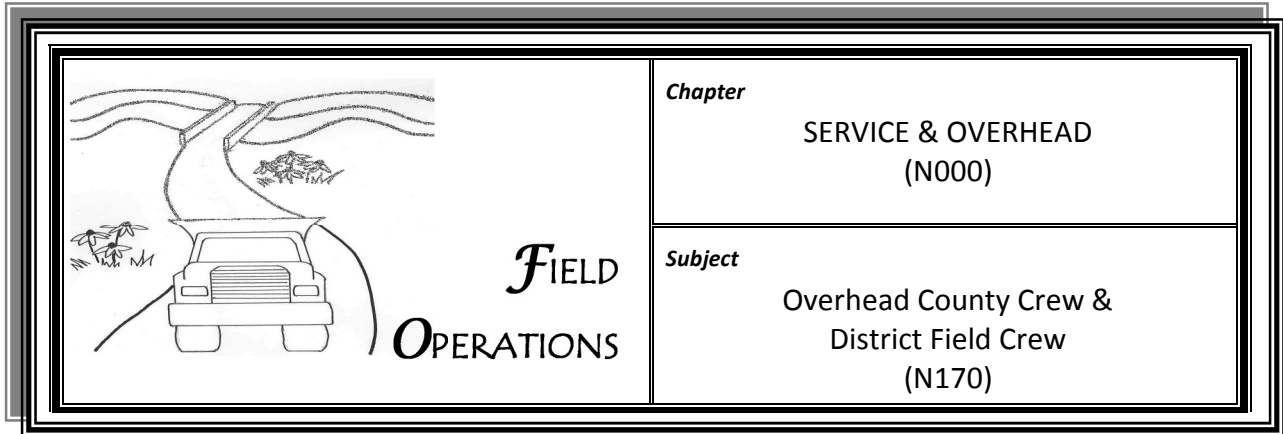 FIELD
OPERATIONS
Chapter
SERVICE & OVERHEAD
(N000)
Subject
Overhead County Crew &
District Field Crew
(N170)